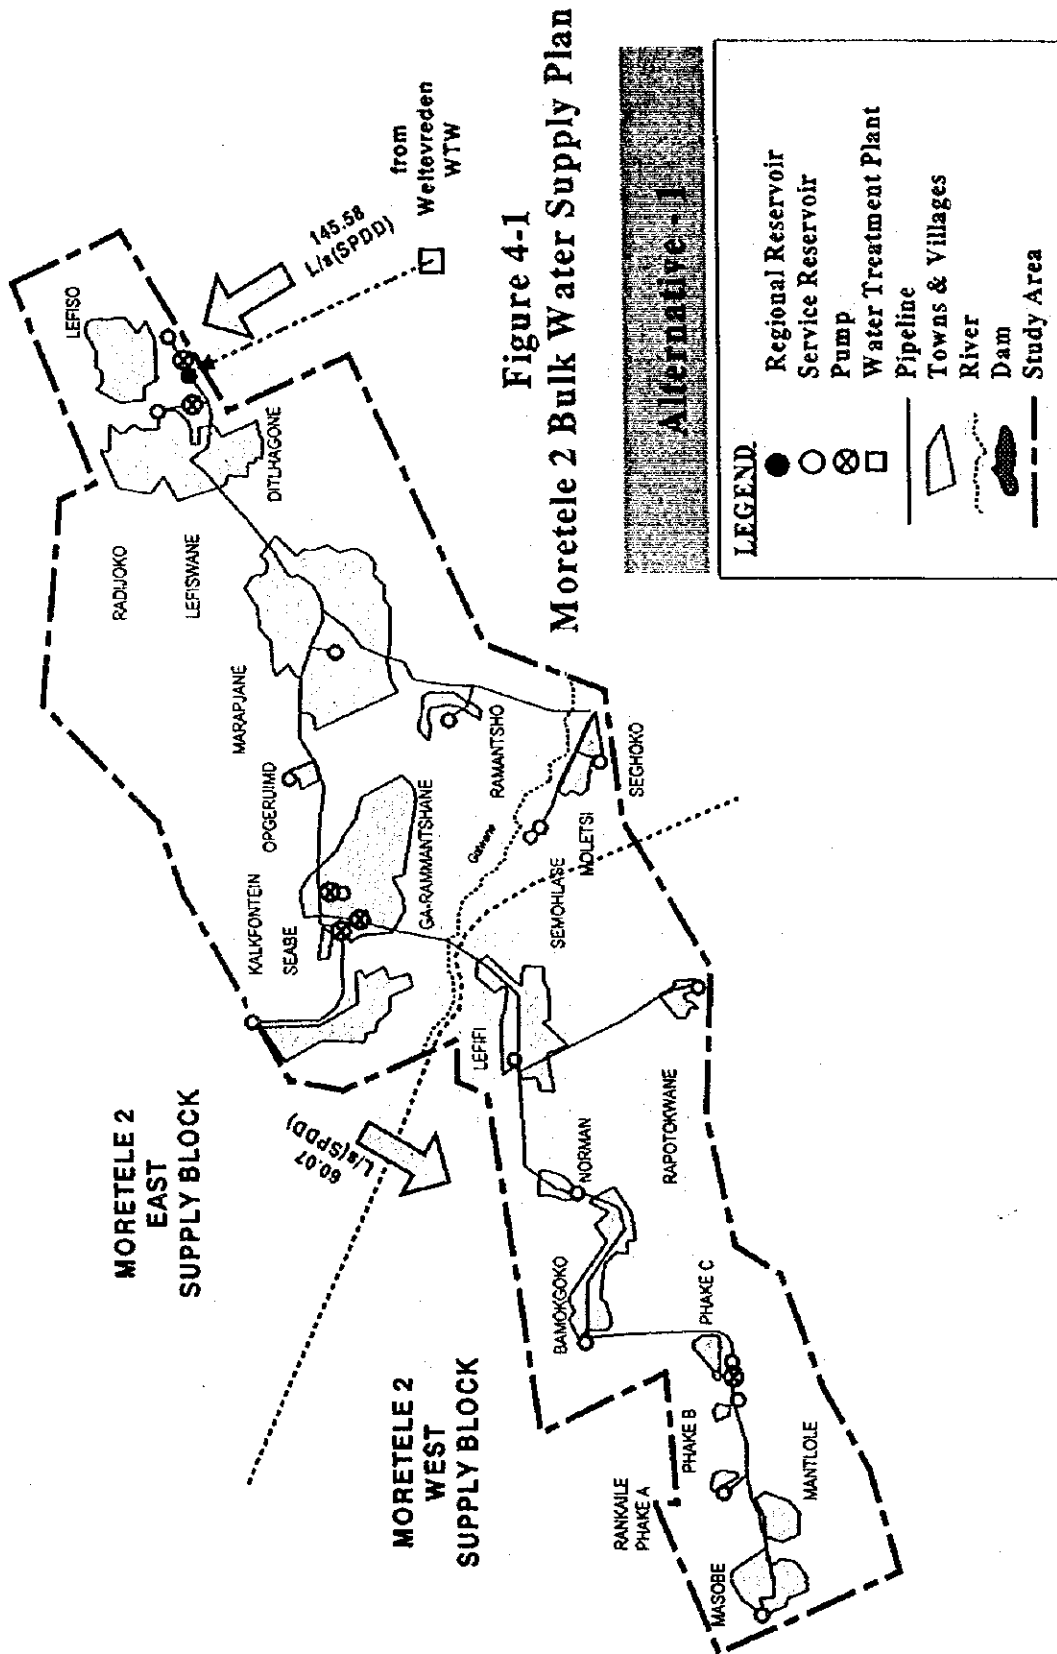 MORETELE 2
EAST
SUPPLY BLOCK
MORETELE 2
WEST
SUPPLY BLOCK
60.07
L/s(SPDD)
145.58
L/s(SPDD)
from
Weltevreden
WTW
LEFISO
RADIJOKO
LEFISWANE
DITLHAGONE
MARAPJANE
OPGERUIMD
KALKFONTEIN
SEABE
GA-RAMMANTSHANE
RAMANTSHO
SEGHOKO
MOLETSI
SEMOHLASE
LEFIFI
NORMAN
RAPOTOKWANE
BAMOKGOKO
PHAKE C
PHAKE B
RANKAILE
PHAKE A
MANTLOLE
MASOBE
Figure 4-1
Moretele 2 Bulk Water Supply Plan
Alternative - 1
LEGEND
Regional Reservoir
Service Reservoir
Pump
Water Treatment Plant
Pipeline
Towns & Villages
River
Dam
Study Area